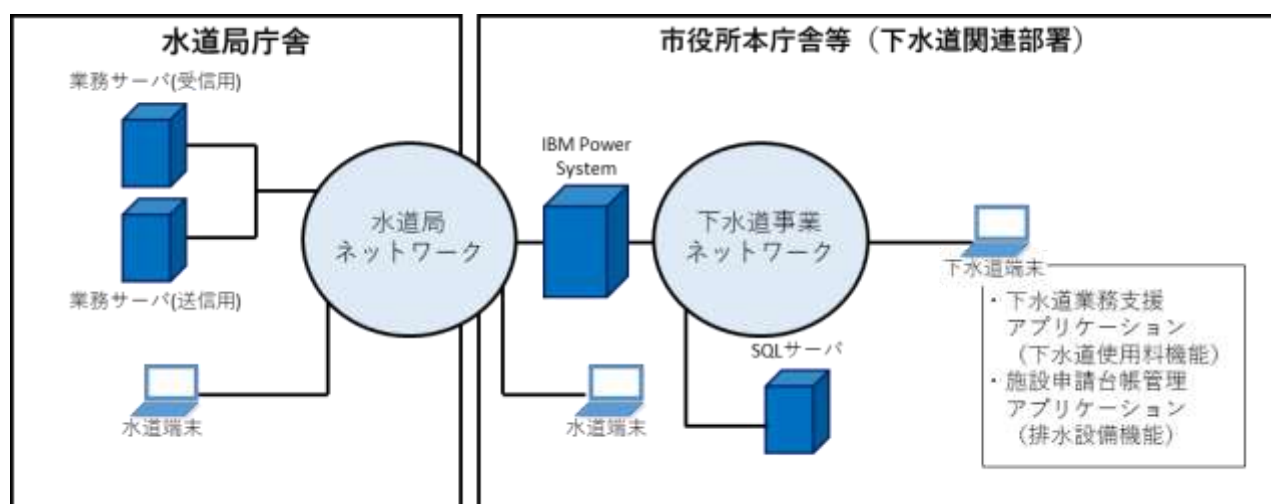 水道局庁舎
業務サーバ(受信用)
業務サーバ(送信用)
水道端末
水道局
ネットワーク
市役所本庁舎等（下水道関連部署）
IBM Power
System
下水道事業
ネットワーク
水道端末
SQLサーバ
下水道端末
・下水道業務支援
アプリケーション
（下水道使用料機能）
・施設申請台帳管理
アプリケーション
（排水設備機能）